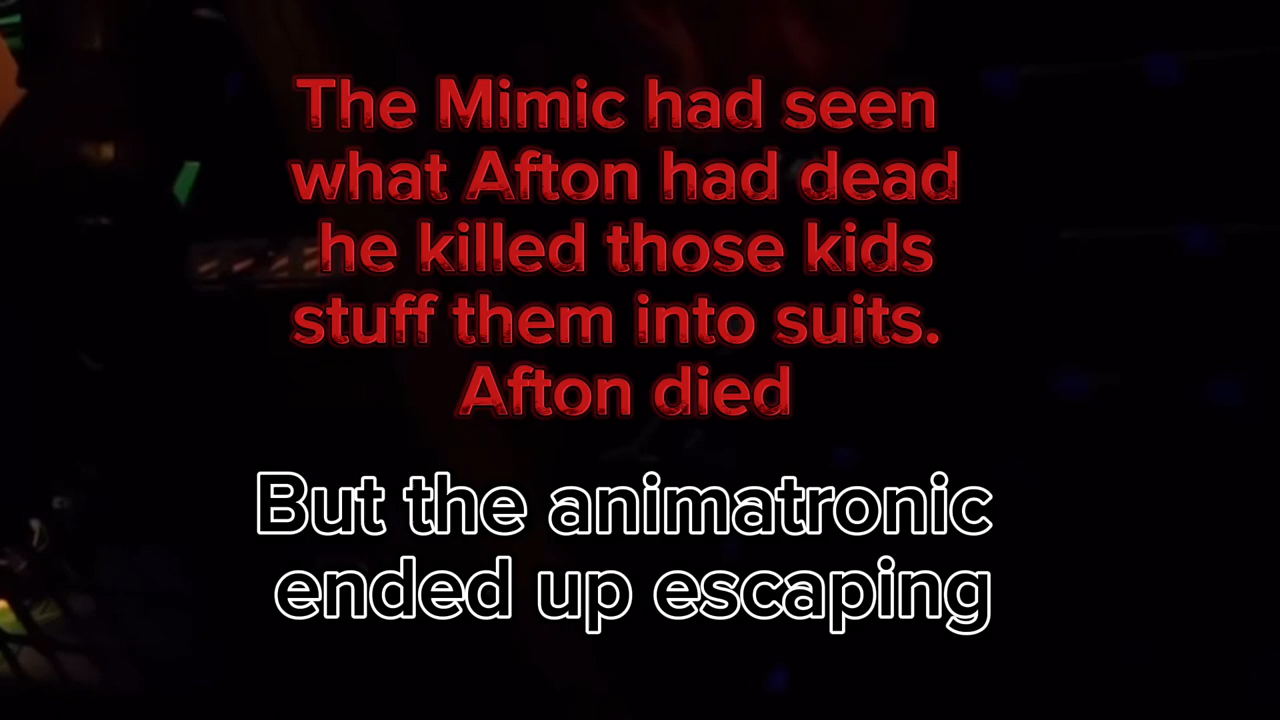 The Mimic had seen
what Afton had dead
he killed those kids
stuff them into suits.
Afton died
But the animatronic
ended up escaping